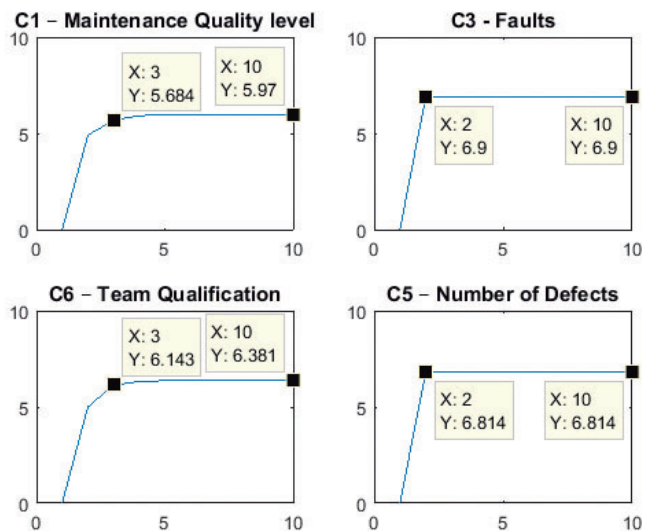 C1 – Maintenance Quality level
10
5
0
X: 3
Y: 5.684
X: 10
Y: 5.97
0
5
10
C3 - Faults
10
5
0
X: 2
Y: 6.9
X: 10
Y: 6.9
0
5
10
C6 – Team Qualification
10
5
0
X: 3
Y: 6.143
X: 10
Y: 6.381
0
5
10
C5 – Number of Defects
10
5
0
X: 2
Y: 6.814
X: 10
Y: 6.814
0
5
10